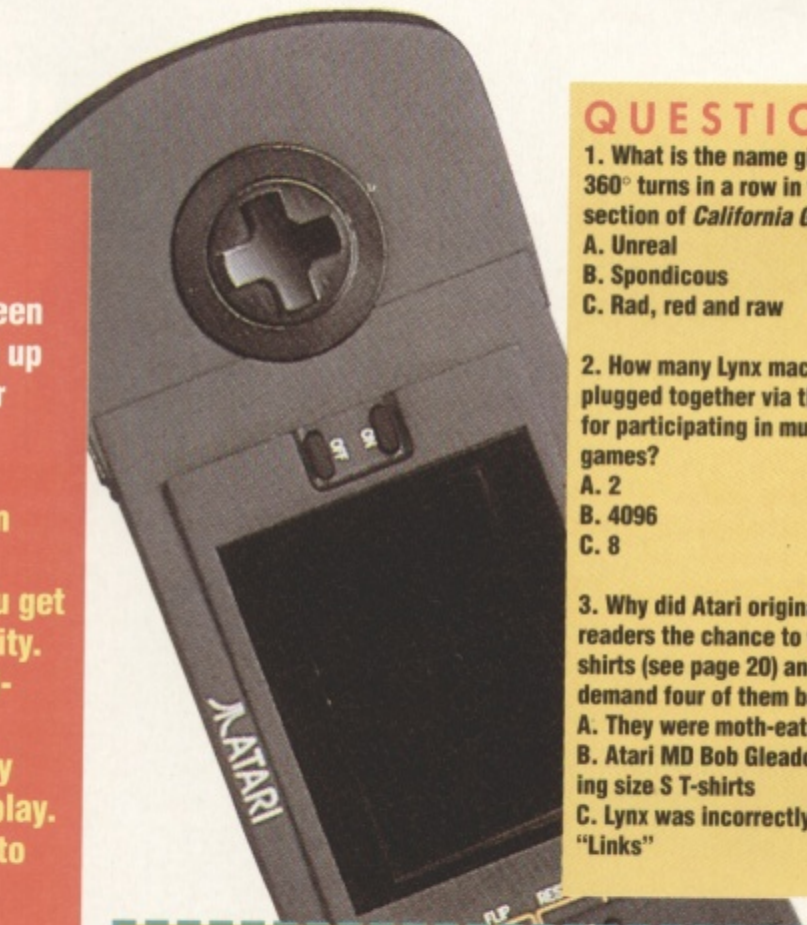 een
up
r
n
u get
ity.
-
y
play.
to
OFF ON
ATARI
FLIP
QUESTIO
1. What is the name g
360° turns in a row in
section of California G
A. Unreal
B. Spondicous
C. Rad, red and raw
2. How many Lynx mac
plugged together via th
for participating in mu
games?
A. 2
B. 4096
C. 8
3. Why did Atari origin
readers the chance to
shirts (see page 20) an
demand four of them b
A. They were moth-eat
B. Atari MD Bob Gleado
ing size S T-shirts
C. Lynx was incorrectly
"Links"